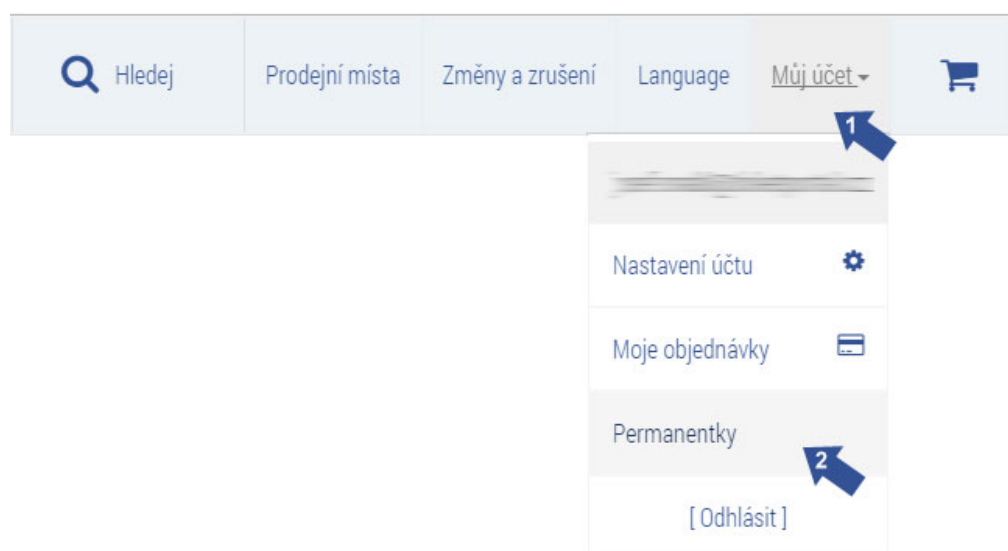 Hledej Prodejní místa Změny a zrušení Language Můj účet
1
Nastavení účtu
Moje objednávky
Permanentky
2
[ Odhlásit ]